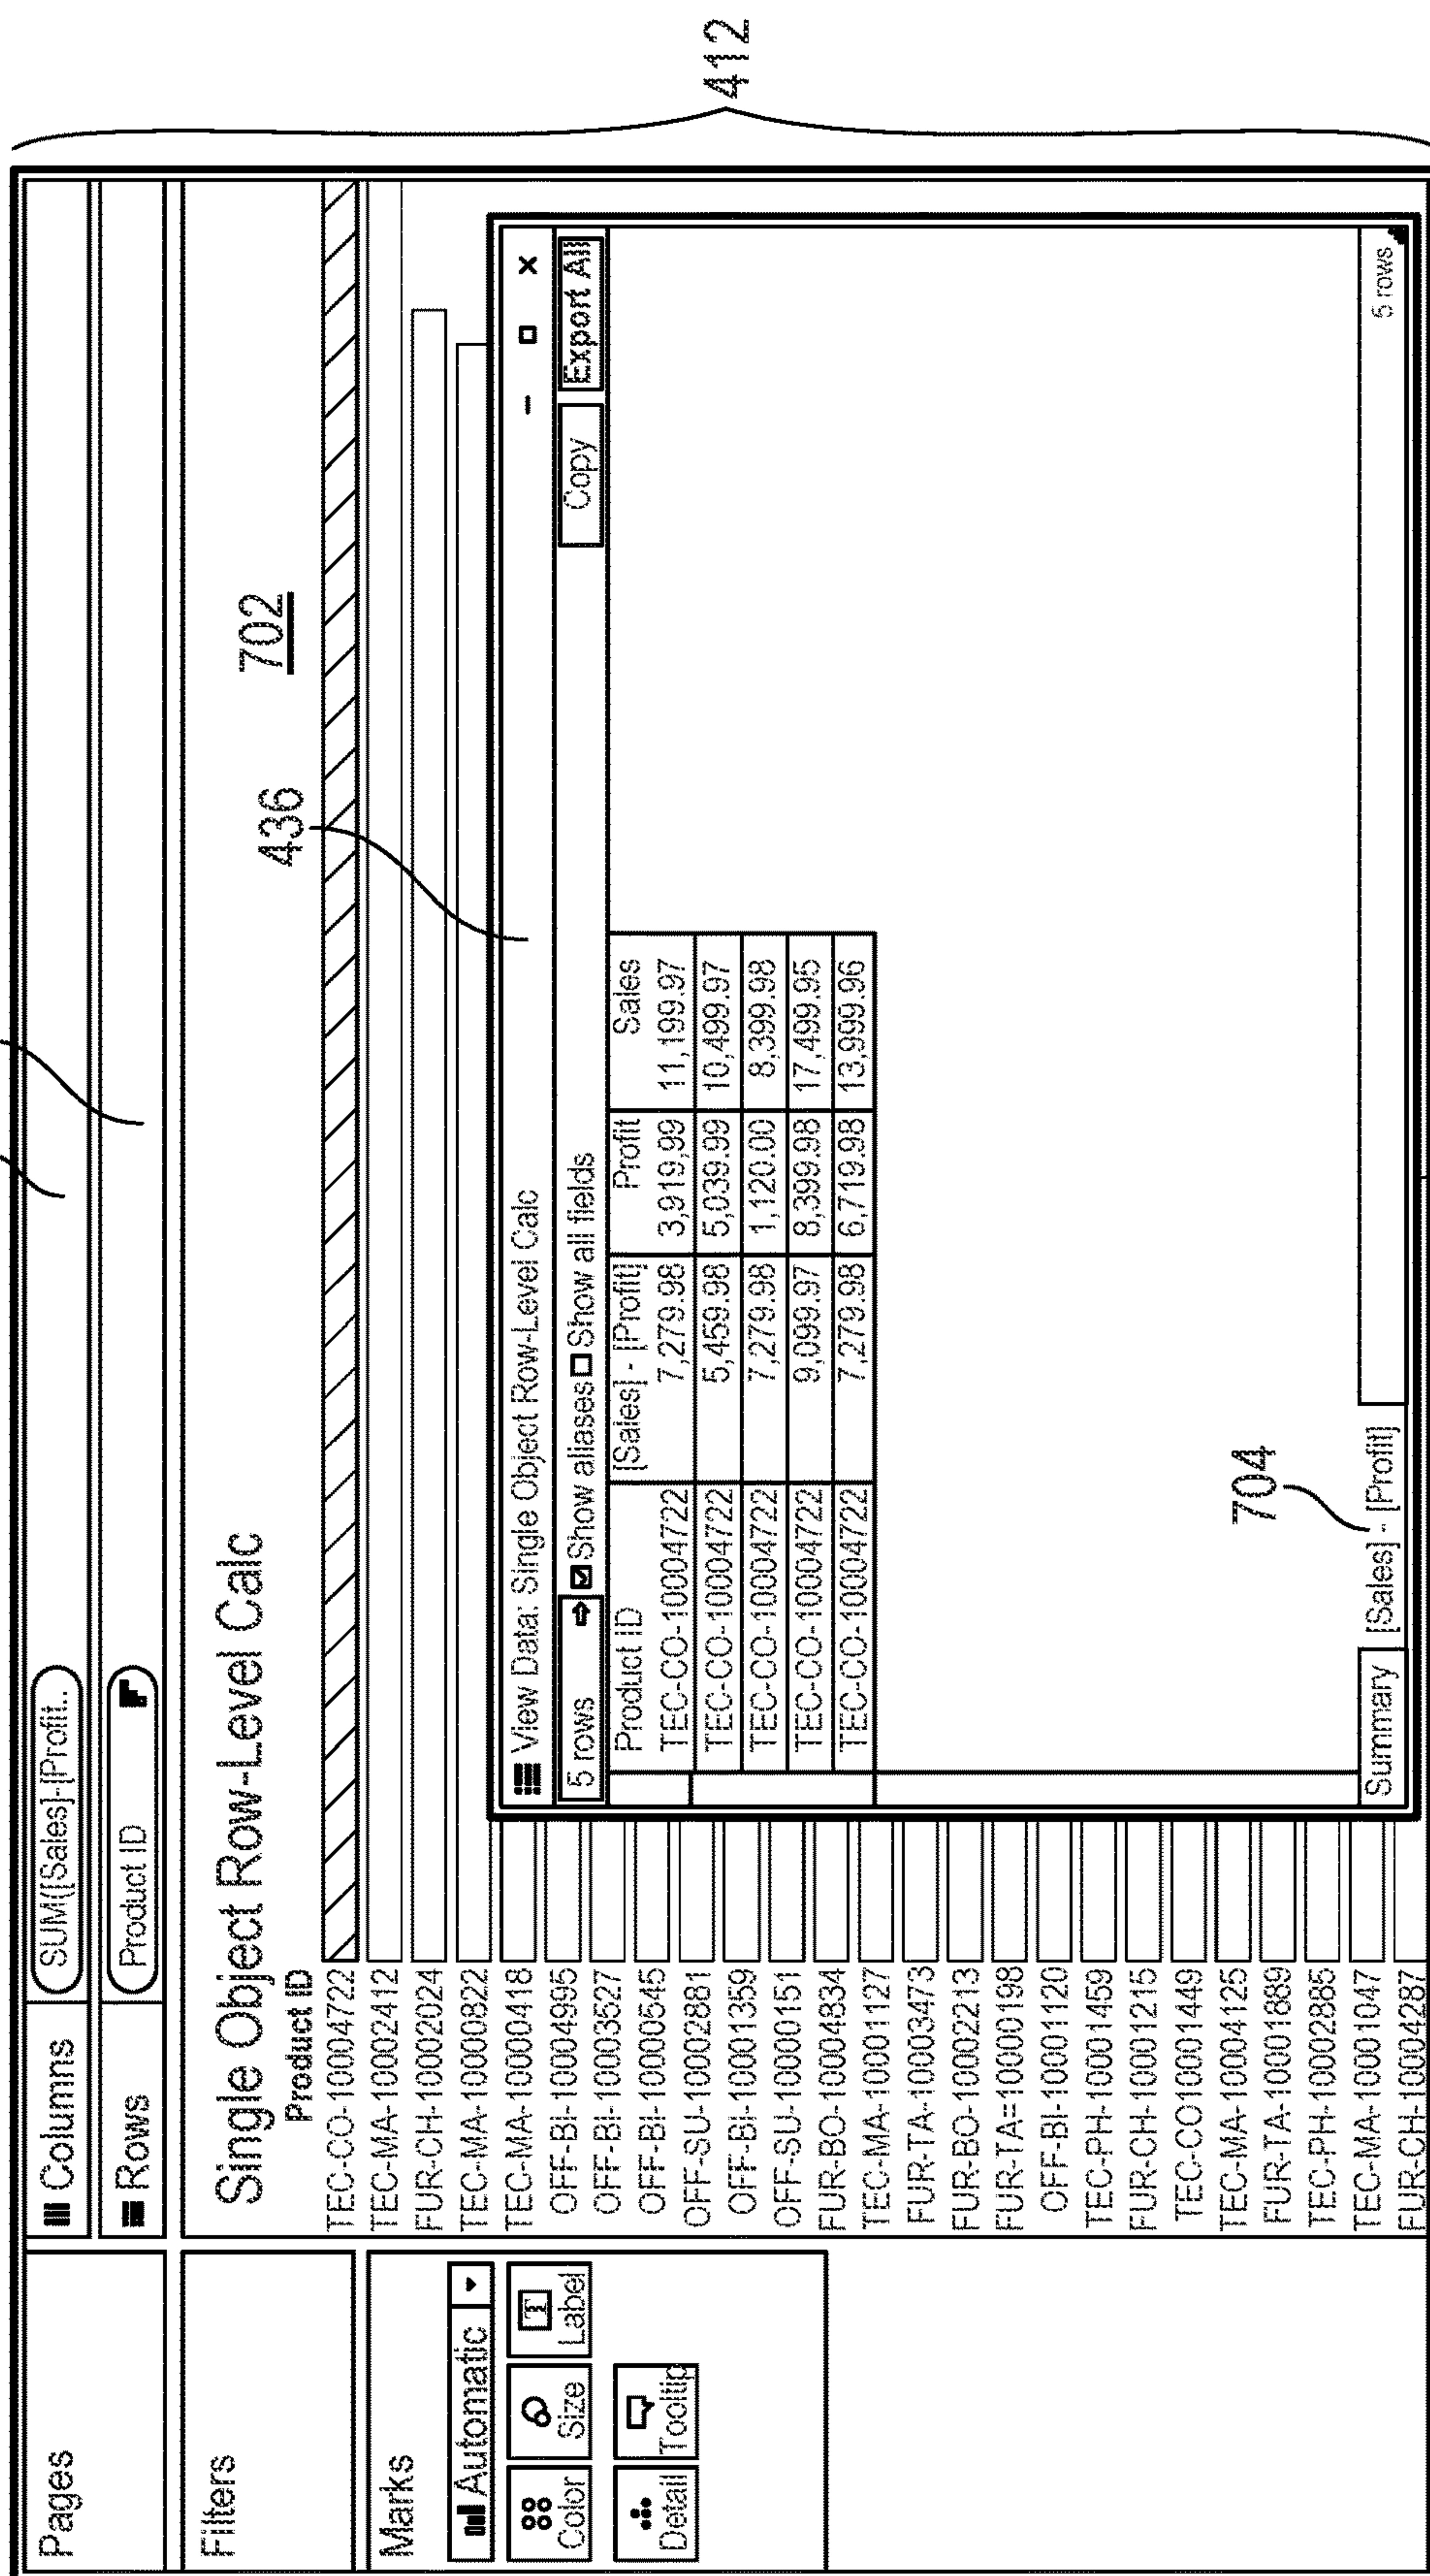 412
Pages
Columns
SUM([Sales]-[Profit...
Rows
Product ID
Filters
Single Object Row-Level Calc
702
Product ID
436
Marks
Automatic
Color
Size
Label
Detail
Tooltip
TEC-CO-10004722
TEC-MA-10002412
FUR-CH-10002024
TEC-MA-10000822
TEC-MA-10000418
OFF-BI-10004995
OFF-BI-10003527
OFF-BI-10000545
OFF-SU-10002881
OFF-BI-10001359
OFF-SU-10000151
FUR-BO-10004834
TEC-MA-10001127
FUR-TA-10003473
FUR-BO-10002213
FUR-TA=10000198
OFF-BI-10001120
TEC-PH-10001459
FUR-CH-10001215
TEC-CO10001449
TEC-MA-10004125
FUR-TA-10001889
TEC-PH-10002885
TEC-MA-10001047
FUR-CH-10004287
View Data: Single Object Row-Level Calc
5 rows Show aliases Show all fields Copy Export All
Product ID [Sales] - [Profit] Profit Sales
TEC-CO-10004722 7,279.98 3,919,99 11,199.97
TEC-CO-10004722 5,459.98 5,039.99 10,499.97
TEC-CO-10004722 7,279.98 1,120.00 8,399.98
TEC-CO-10004722 9,099.97 8,399.98 17,499.95
TEC-CO-10004722 7,279.98 6,719.98 13,999.96
704
Summary [Sales] - [Profit] 5 rows